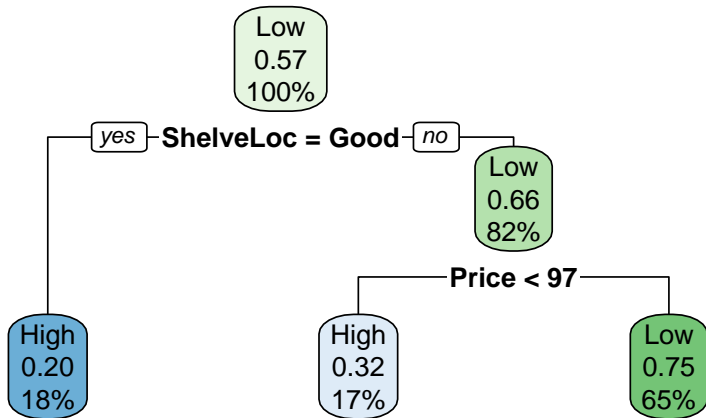 Low
0.57
100%
yes ShelveLoc = Good no
Low
0.66
82%
Price < 97
High
0.20
18%
High
0.32
17%
Low
0.75
65%